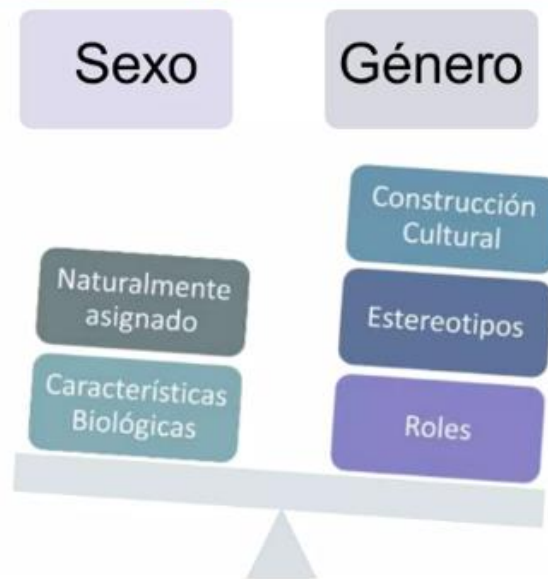 Sexo
Género
Naturalmente
asignado
Características
Biológicas
Construcción
Cultural
Estereotipos
Roles